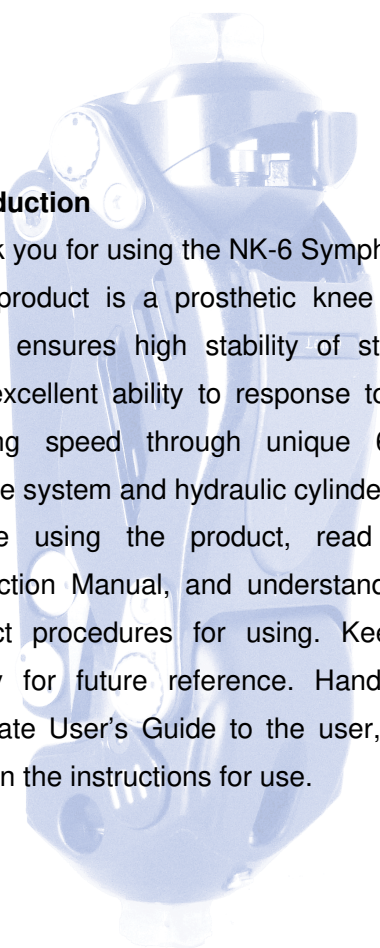 duction
k you for using the NK-6 Symph
product is a prosthetic knee
ensures high stability of st
excellent ability to response to
ng speed through unique 6
e system and hydraulic cylinde
e using the product, read
ction Manual, and understand
ct procedures for using. Kee
y for future reference. Hand
ate User's Guide to the user,
n the instructions for use.